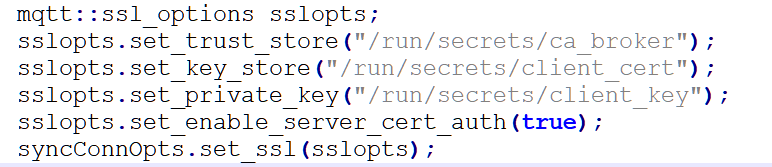 mqtt::ssl_options sslopts;
sslopts.set_trust_store("/run/secrets/ca_broker");
sslopts.set_key_store("/run/secrets/client_cert");
sslopts.set_private_key("/run/secrets/client_key");
sslopts.set_enable_server_cert_auth(true);
syncConnOpts.set_ssl(sslopts);